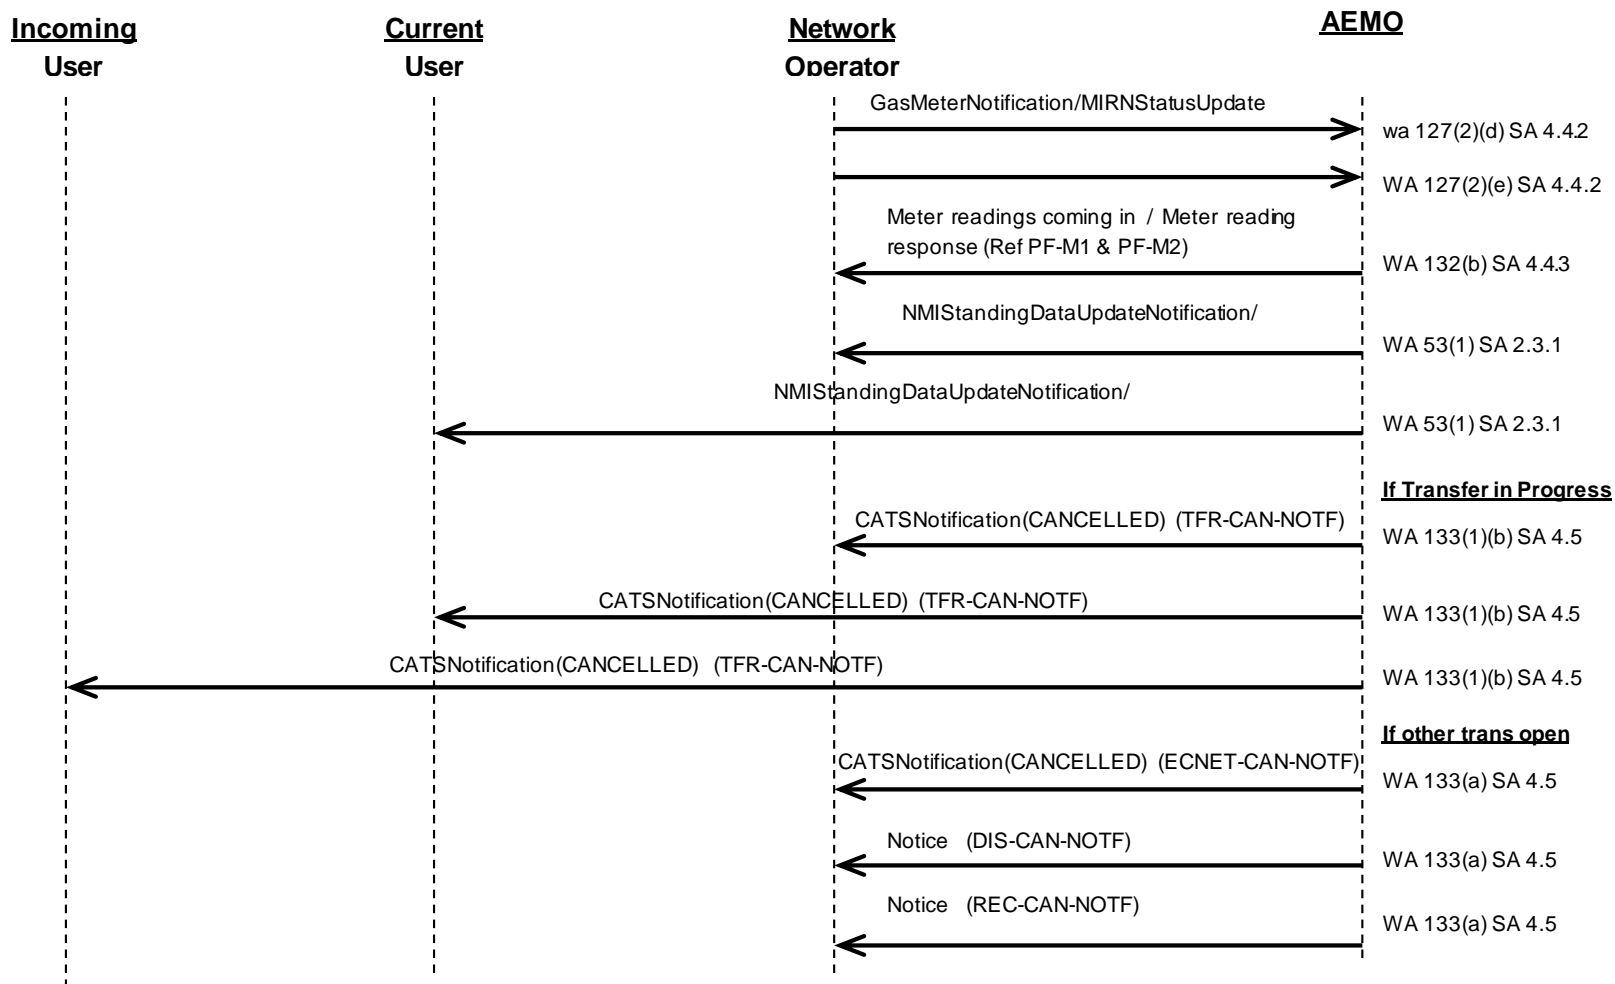 Incoming
User
Current
User
Network
Operator
AEMO
GasMeterNotification/MIRNStatusUpdate
wa 127(2)(d) SA 4.4.2
WA 127(2)(e) SA 4.4.2
Meter readings coming in / Meter reading
response (Ref PF-M1 & PF-M2)
WA 132(b) SA 4.4.3
NMIStandingDataUpdateNotification/
WA 53(1) SA 2.3.1
NMIStandingDataUpdateNotification/
WA 53(1) SA 2.3.1
If Transfer in Progress
CATSNotification(CANCELLED) (TFR-CAN-NOTF)
WA 133(1)(b) SA 4.5
CATSNotification(CANCELLED) (TFR-CAN-NOTF)
WA 133(1)(b) SA 4.5
CATSNotification(CANCELLED) (TFR-CAN-NOTF)
WA 133(1)(b) SA 4.5
If other trans open
CATSNotification(CANCELLED) (ECNET-CAN-NOTF)
WA 133(a) SA 4.5
Notice (DIS-CAN-NOTF)
WA 133(a) SA 4.5
Notice (REC-CAN-NOTF)
WA 133(a) SA 4.5